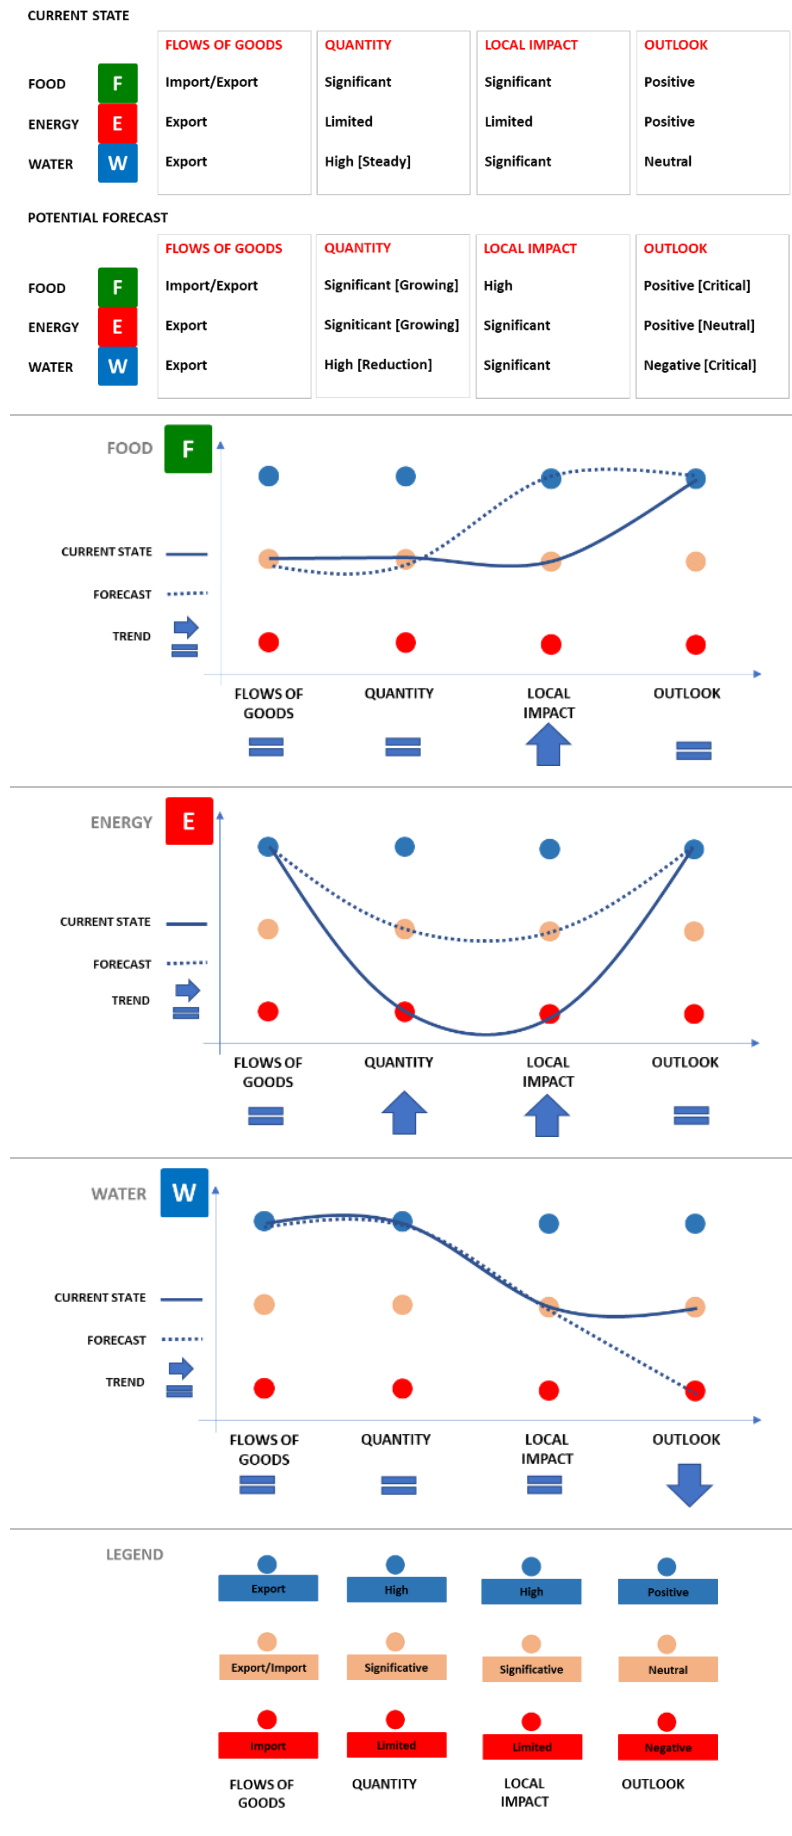 CURRENT STATE
FLOWS OF GOODS QUANTITY LOCAL IMPACT OUTLOOK
FOOD F Import/Export Significant Significant Positive
ENERGY E Export Limited Limited Positive
WATER W Export High [Steady] Significant Neutral
POTENTIAL FORECAST
FLOWS OF GOODS QUANTITY LOCAL IMPACT OUTLOOK
FOOD F Import/Export Significant [Growing] High Positive [Critical]
ENERGY E Export Signiticant [Growing] Significant Positive [Neutral]
WATER W Export High [Reduction] Significant Negative [Critical]
FOOD F
CURRENT STATE
FORECAST
TREND
FLOWS OF GOODS QUANTITY LOCAL IMPACT OUTLOOK
ENERGY E
CURRENT STATE
FORECAST
TREND
FLOWS OF GOODS QUANTITY LOCAL IMPACT OUTLOOK
WATER W
CURRENT STATE
FORECAST
TREND
FLOWS OF GOODS QUANTITY LOCAL IMPACT OUTLOOK
LEGEND
Export High High Positive
Export/Import Significative Significative Neutral
Import Limited Limited Negative
FLOWS OF GOODS QUANTITY LOCAL IMPACT OUTLOOK